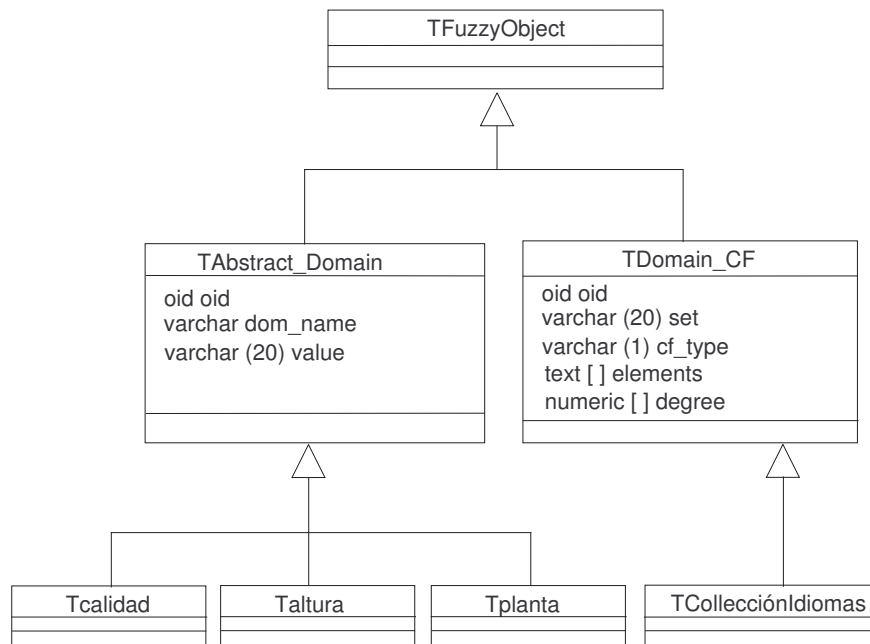 TFuzzyObject
TAbstract_Domain
oid oid
varchar dom_name
varchar (20) value
TDomain_CF
oid oid
varchar (20) set
varchar (1) cf_type
text [ ] elements
numeric [ ] degree
Tcalidad
Taltura
Tplanta
TColleccciónIdiomas